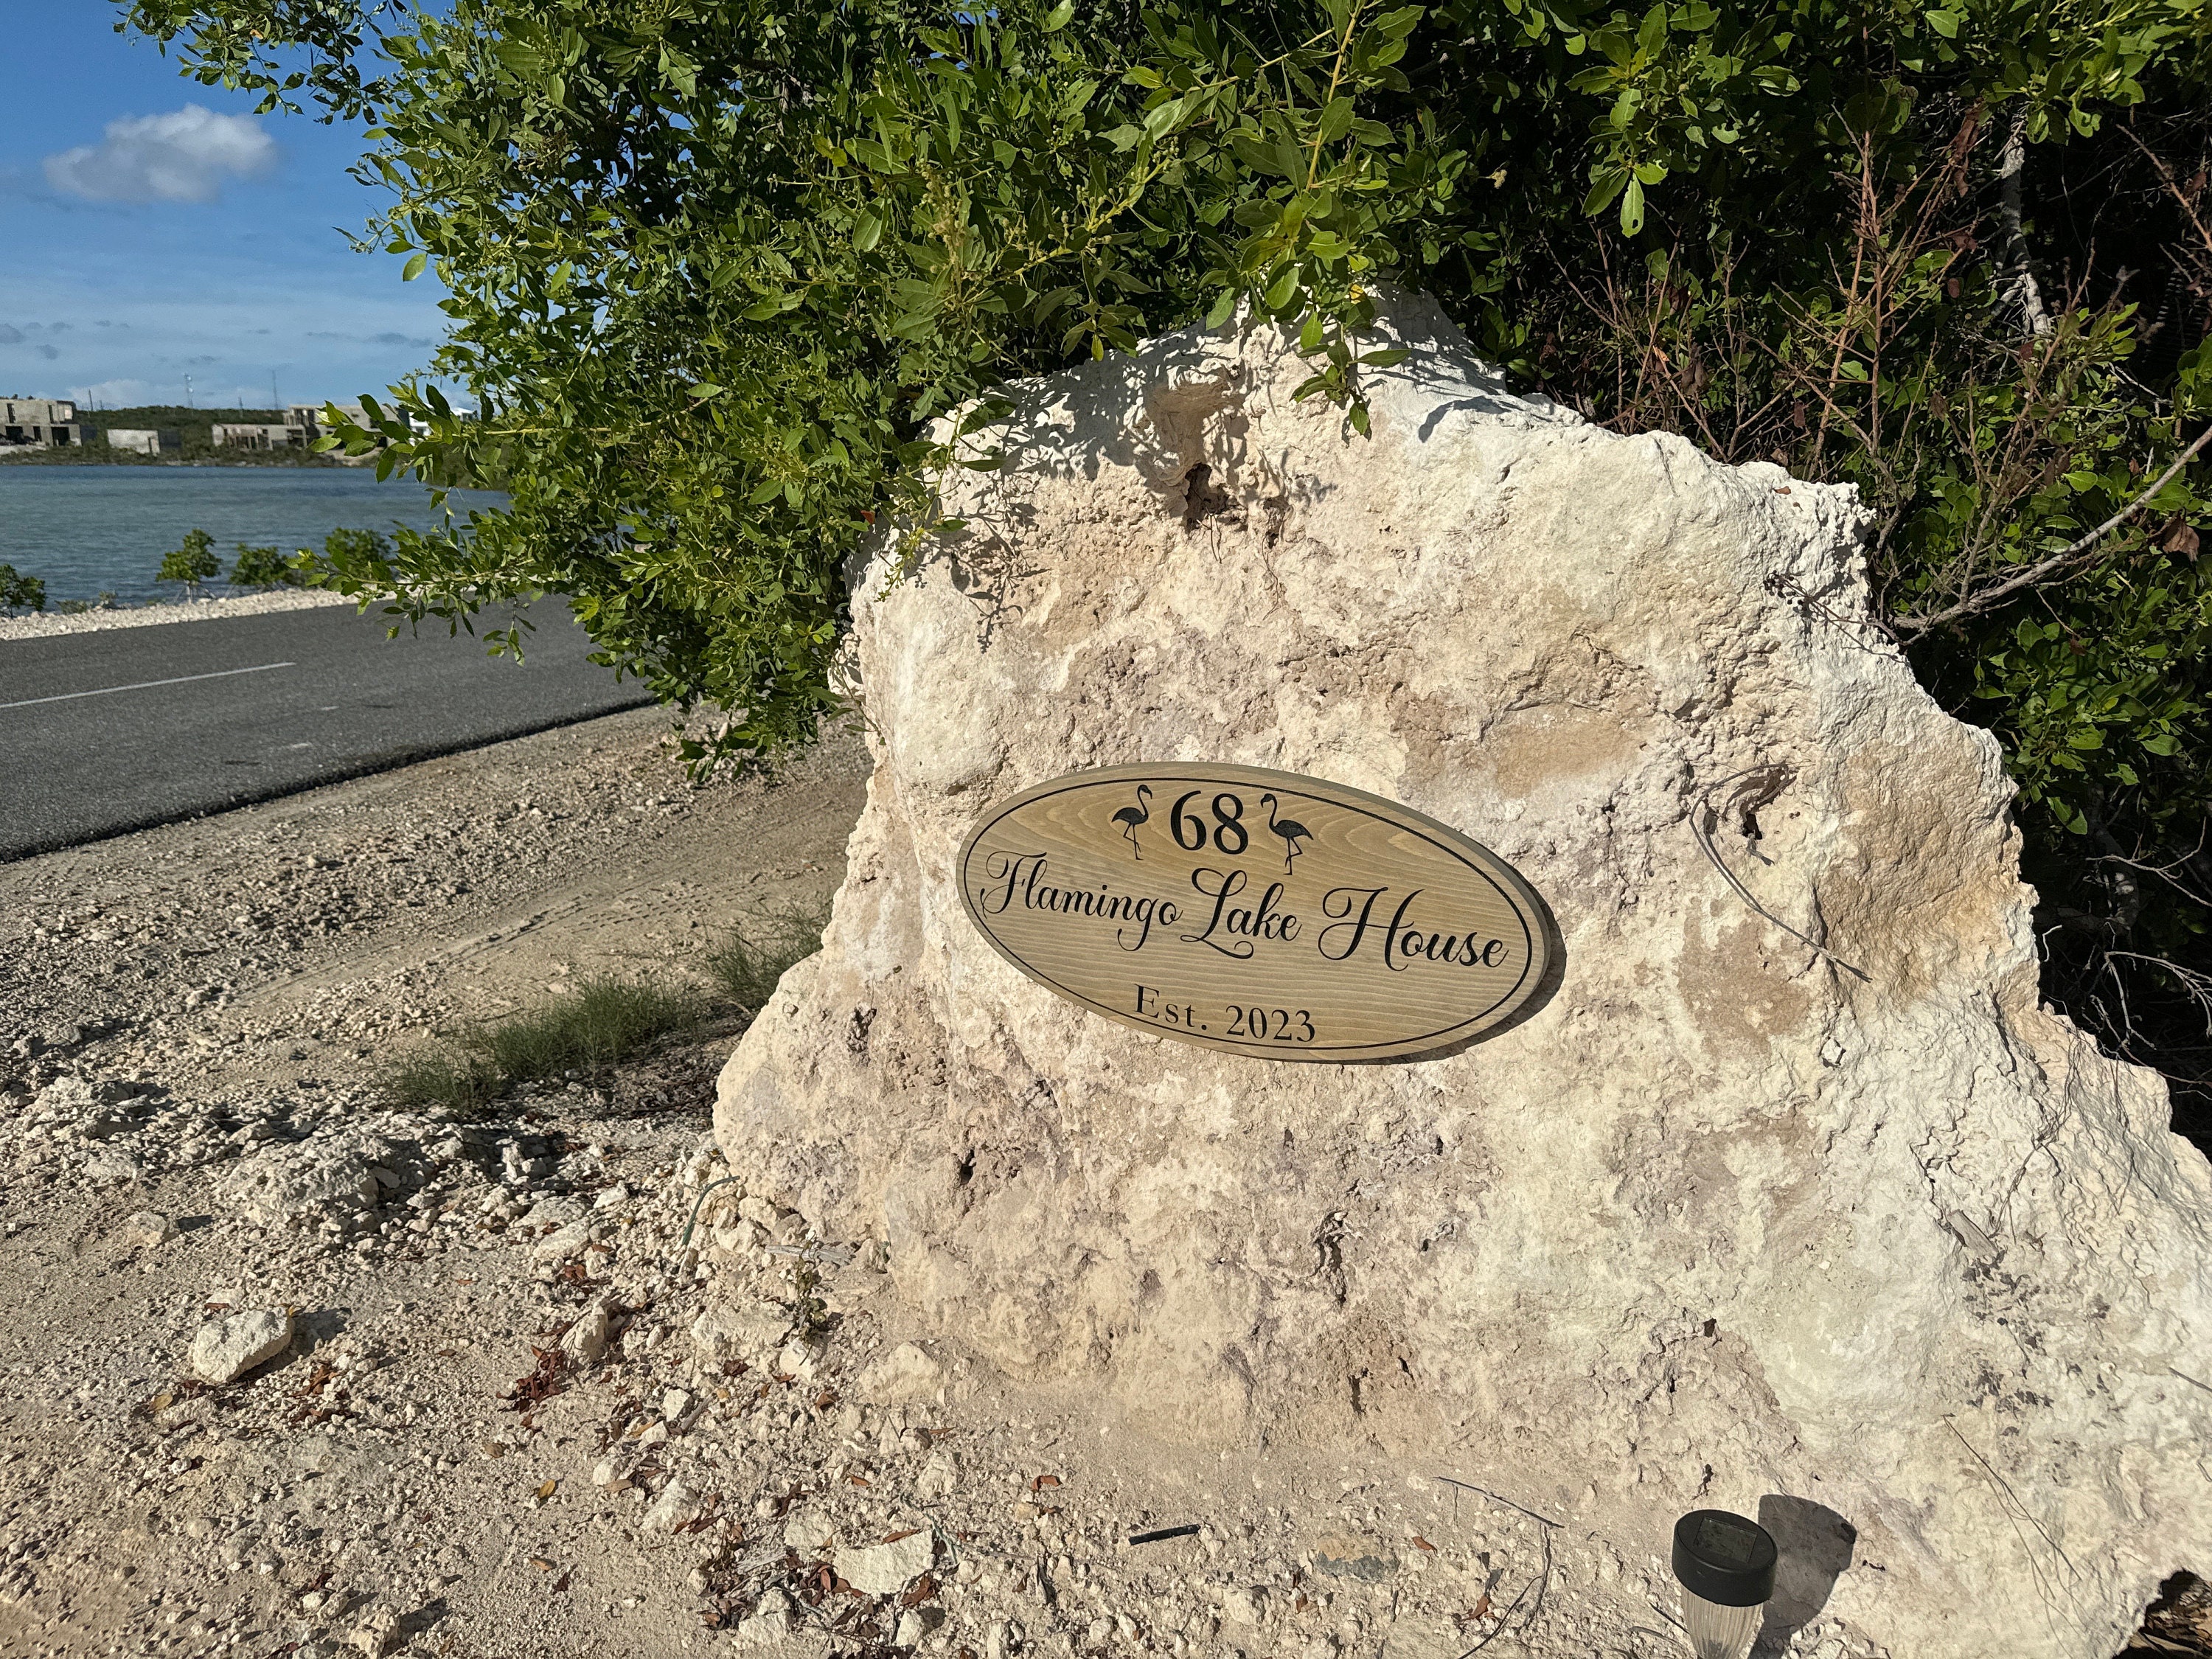 68
Flamingo Lake House
Est. 2023